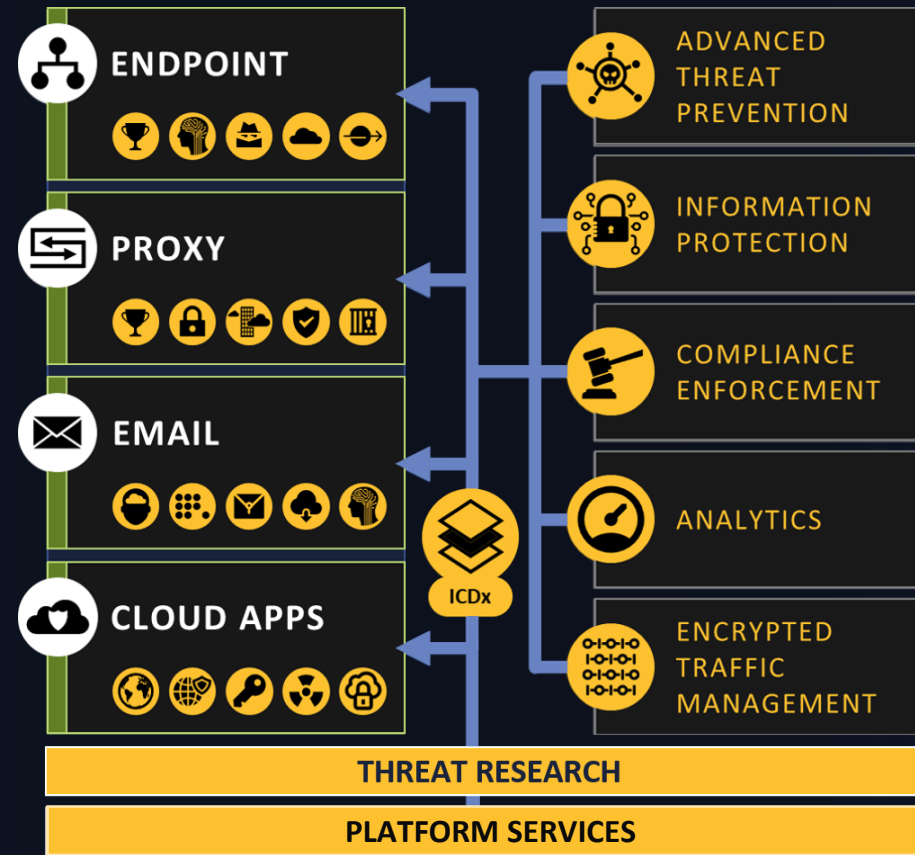 ENDPOINT
PROXY
EMAIL
CLOUD APPS
ICDx
ADVANCED
THREAT
PREVENTION
INFORMATION
PROTECTION
COMPLIANCE
ENFORCEMENT
ANALYTICS
ENCRYPTED
TRAFFIC
MANAGEMENT
THREAT RESEARCH
PLATFORM SERVICES